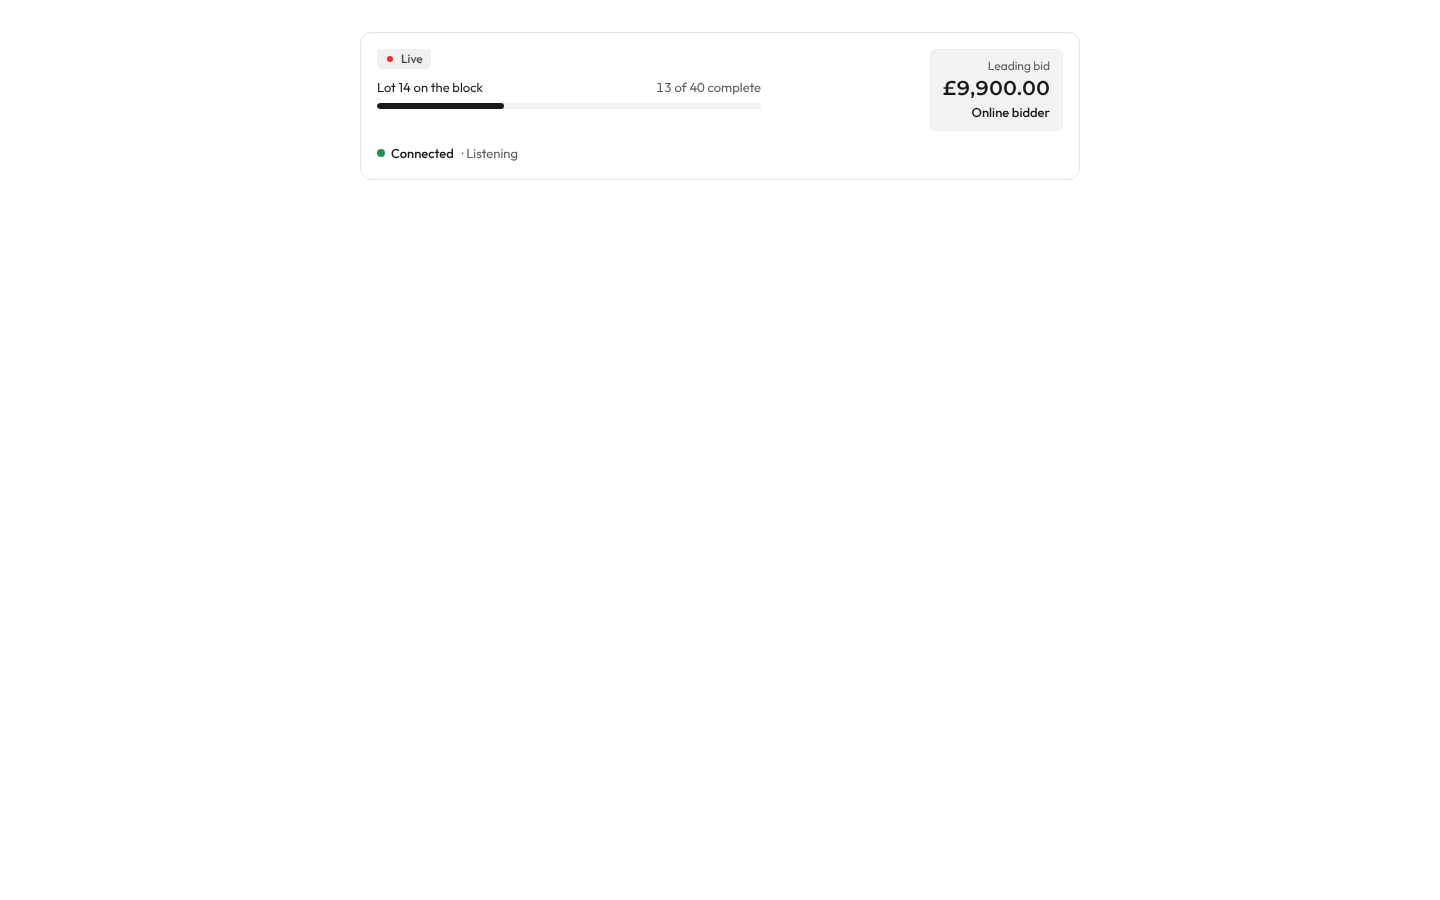 Live
Lot 14 on the block
13 of 40 complete
Leading bid
£9,900.00
Online bidder
Connected · Listening